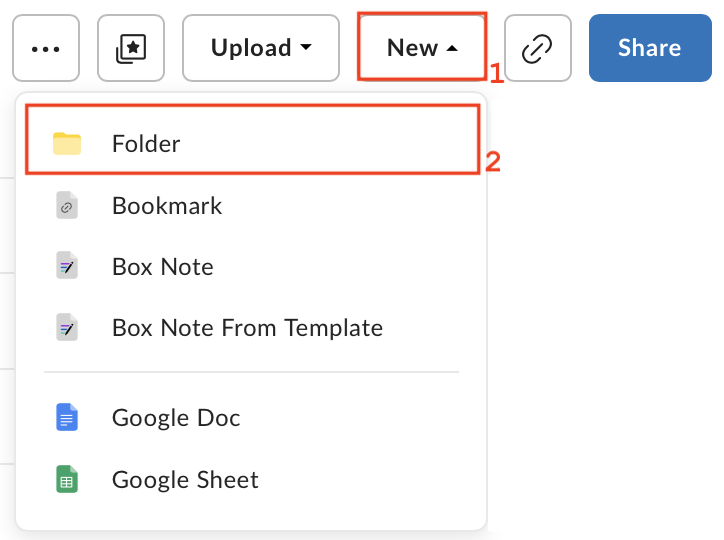 Upload New Share
1
Folder
2
Bookmark
Box Note
Box Note From Template
Google Doc
Google Sheet